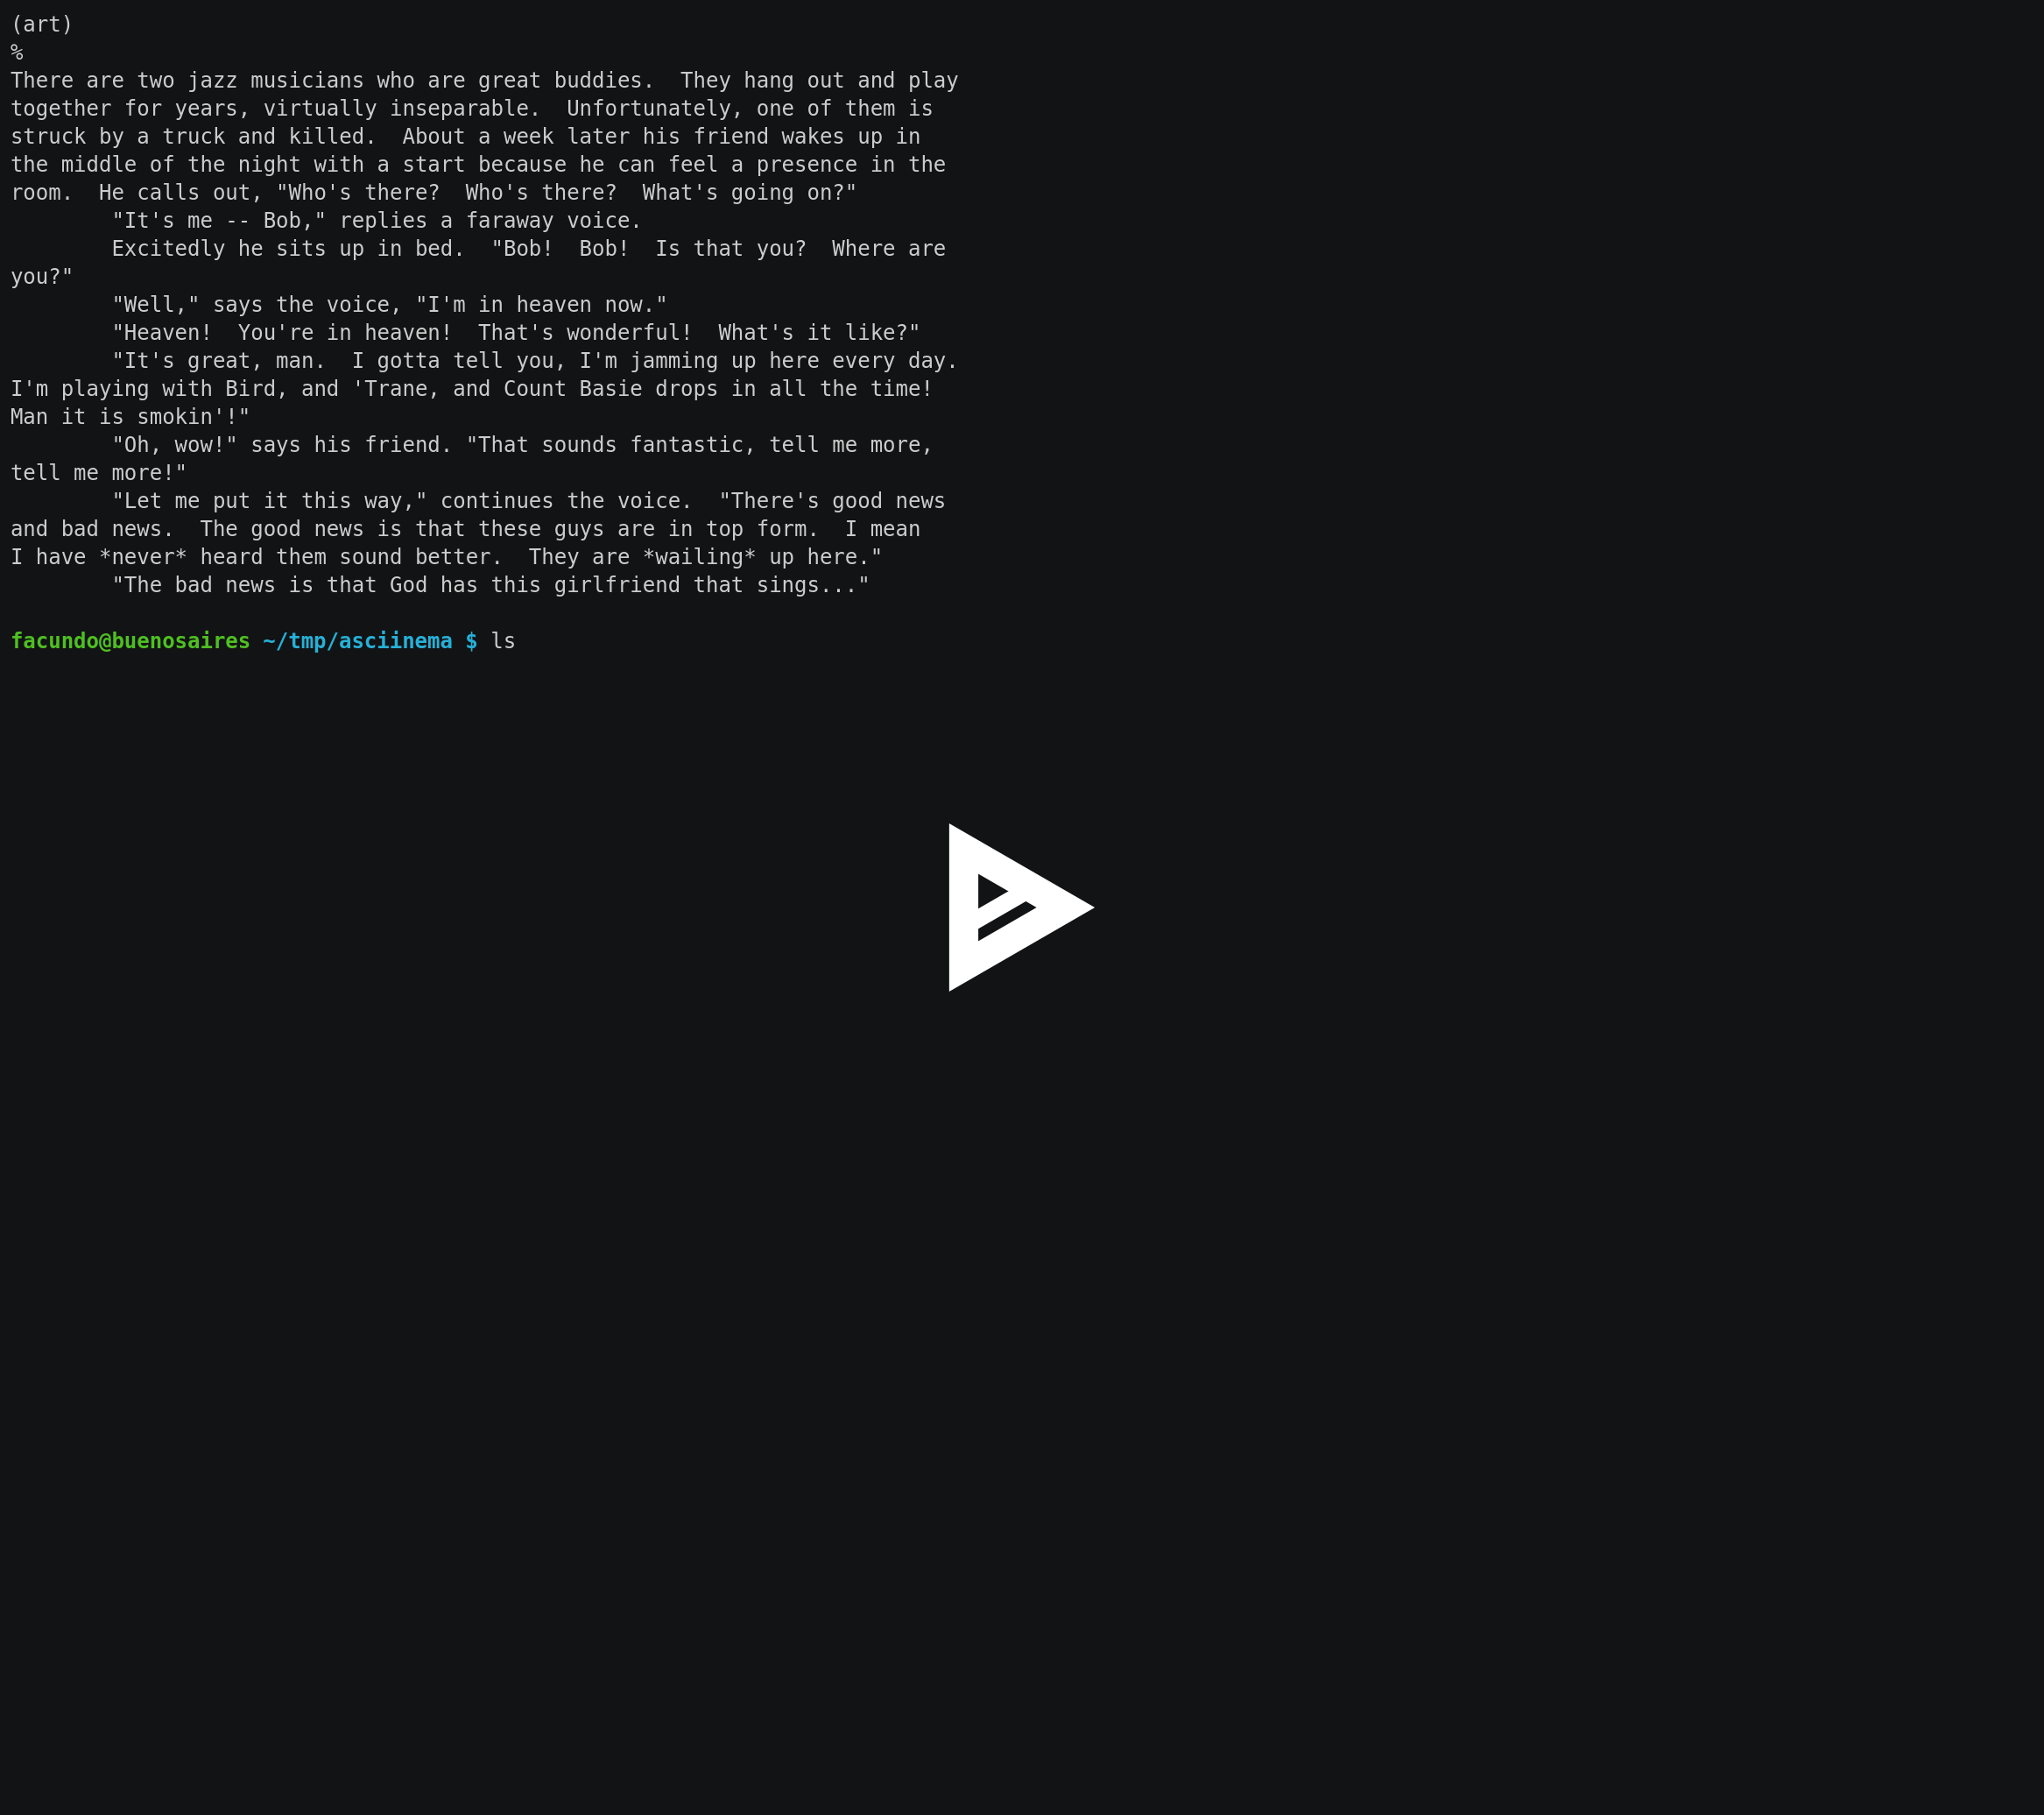 (art)
%
There are two jazz musicians who are great buddies.  They hang out and play
together for years, virtually inseparable.  Unfortunately, one of them is
struck by a truck and killed.  About a week later his friend wakes up in
the middle of the night with a start because he can feel a presence in the
room.  He calls out, "Who's there?  Who's there?  What's going on?"
        "It's me -- Bob," replies a faraway voice.
        Excitedly he sits up in bed.  "Bob!  Bob!  Is that you?  Where are
you?"
        "Well," says the voice, "I'm in heaven now."
        "Heaven!  You're in heaven!  That's wonderful!  What's it like?"
        "It's great, man.  I gotta tell you, I'm jamming up here every day.
I'm playing with Bird, and 'Trane, and Count Basie drops in all the time!
Man it is smokin'!"
        "Oh, wow!" says his friend. "That sounds fantastic, tell me more,
tell me more!"
        "Let me put it this way," continues the voice.  "There's good news
and bad news.  The good news is that these guys are in top form.  I mean
I have *never* heard them sound better.  They are *wailing* up here."
        "The bad news is that God has this girlfriend that sings..."
facundo@buenosaires ~/tmp/asciinema $ ls